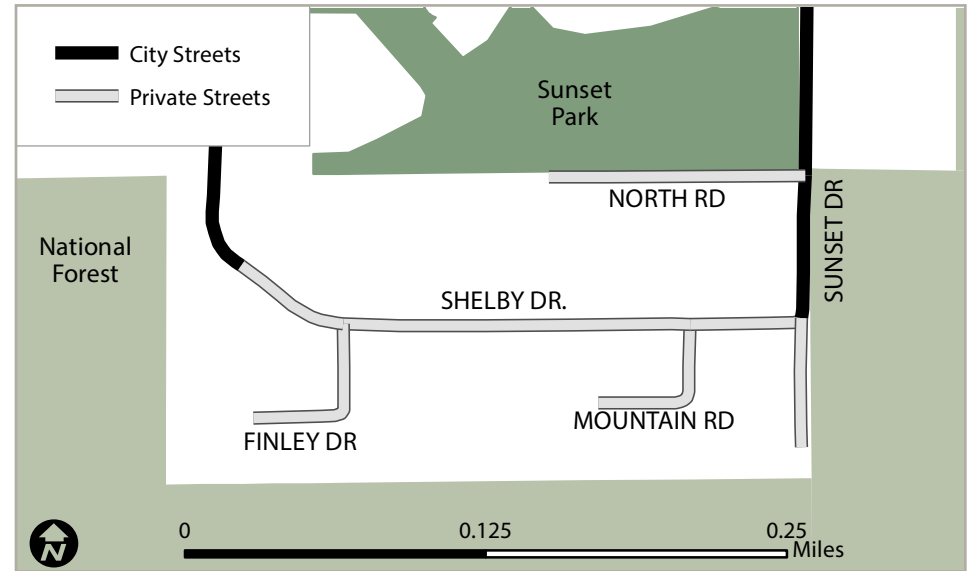 City Streets
Private Streets
Sunset
Park
NORTH RD
SUNSET DR
National
Forest
SHELBY DR.
MOUNTAIN RD
FINLEY DR
0
0.125
0.25
Miles
N